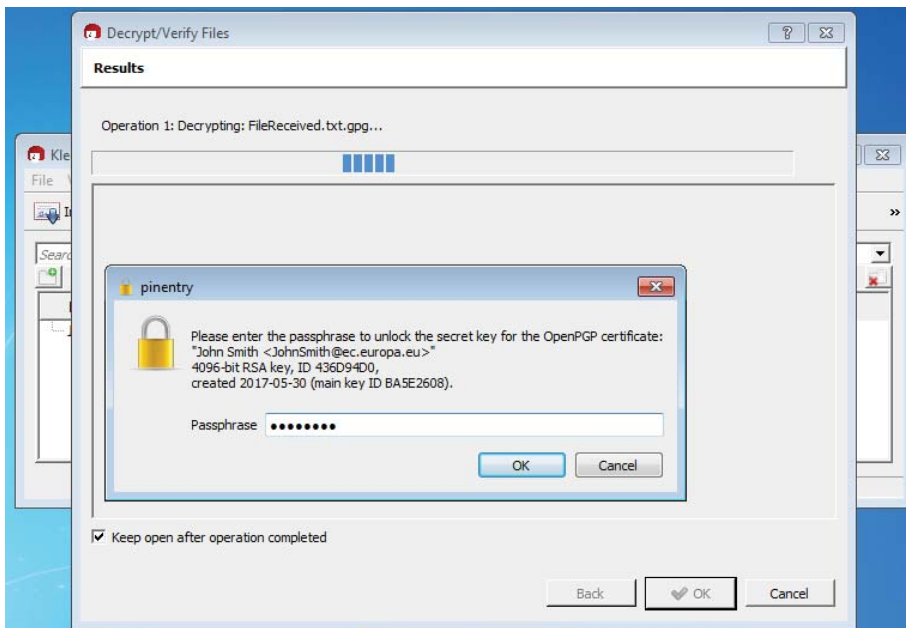 Decrypt/Verify Files
Results
Operation 1: Decrypting: FileReceived.txt.gpg...
File
pinentry
Please enter the passphrase to unlock the secret key for the OpenPGP certificate:
"John Smith <JohnSmith@ec.europa.eu>"
4096-bit RSA key, ID 436D94D0,
created 2017-05-30 (main key ID BA5E2608).
Passphrase ●●●●●●●●
OK Cancel
Keep open after operation completed
Back OK Cancel